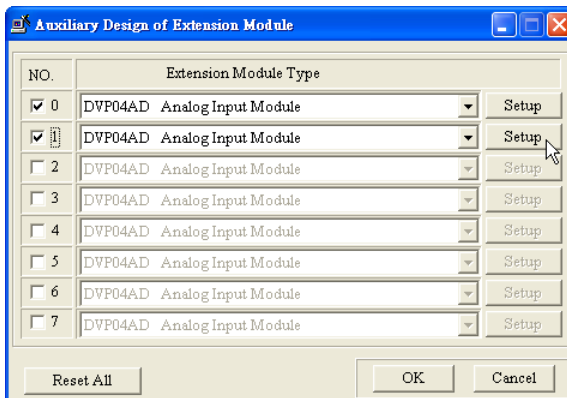 Auxiliary Design of Extension Module
NO. Extension Module Type
0 DVP04AD Analog Input Module Setup
1 DVP04AD Analog Input Module Setup
2 DVP04AD Analog Input Module Setup
3 DVP04AD Analog Input Module Setup
4 DVP04AD Analog Input Module Setup
5 DVP04AD Analog Input Module Setup
6 DVP04AD Analog Input Module Setup
7 DVP04AD Analog Input Module Setup
Reset All OK Cancel